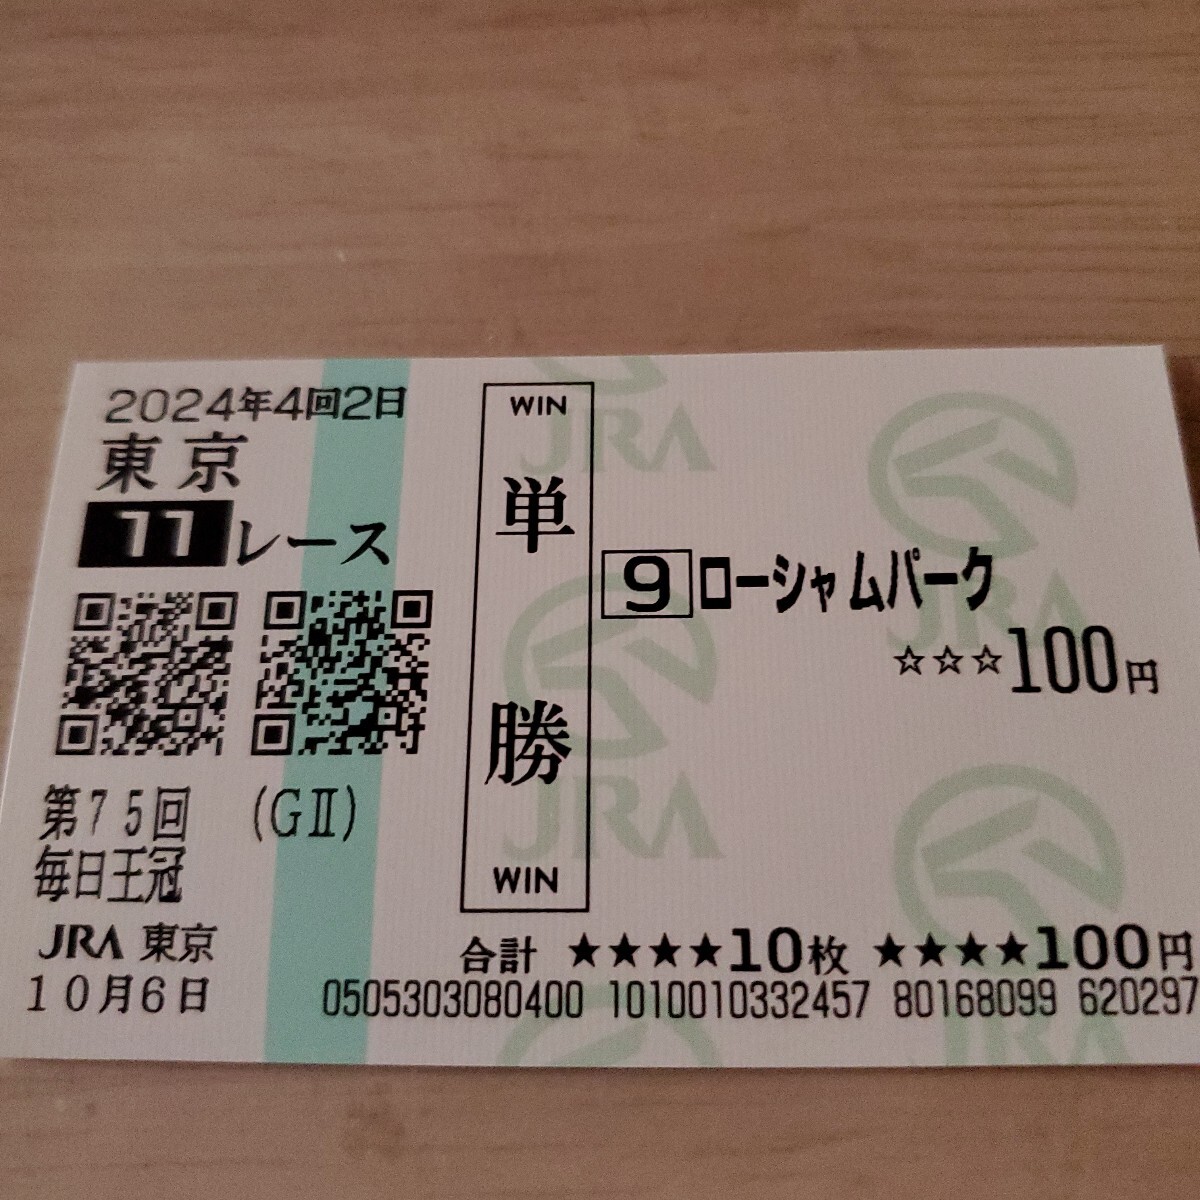 2024年4回2日
東京
11レース
第75回 (GⅡ)
毎日王冠
JRA 東京
10月6日
WIN
単勝
WIN
9 ローシャムパーク
☆☆☆100円
合計 ★★★★10枚 ★★★★100円
0505303080400 1010010332457 80168099 620297
JRA
JRA
JRA
JRA